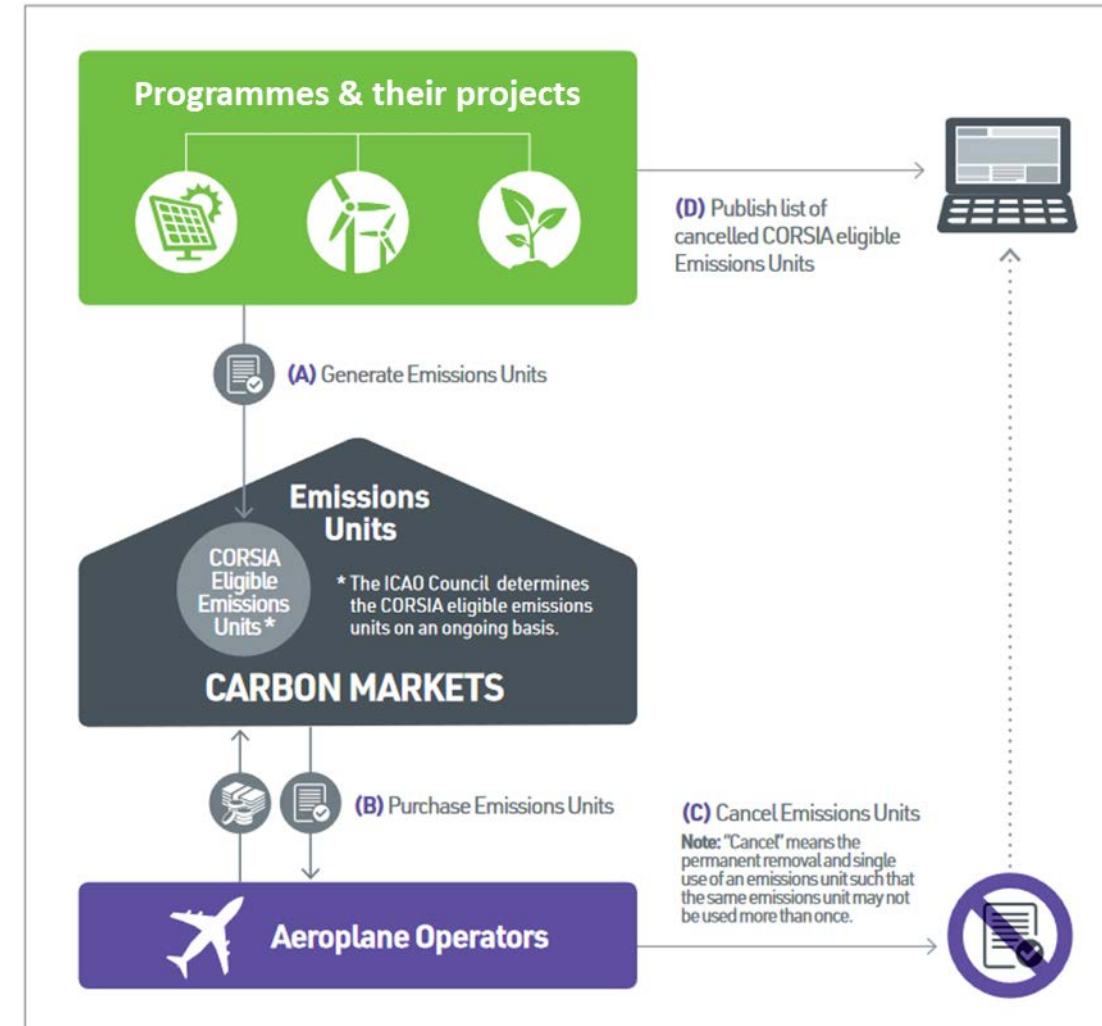 Programmes & their projects
(D) Publish list of
cancelled CORSIA eligible
Emissions Units
(A) Generate Emissions Units
Emissions
Units
CORSIA
Eligible
Emissions
Units *
* The ICAO Council determines
the CORSIA eligible emissions
units on an ongoing basis.
CARBON MARKETS
(B) Purchase Emissions Units
(C) Cancel Emissions Units
Note: "Cancel" means the
permanent removal and single
use of an emissions unit such that
the same emissions unit may not
be used more than once.
Aeroplane Operators